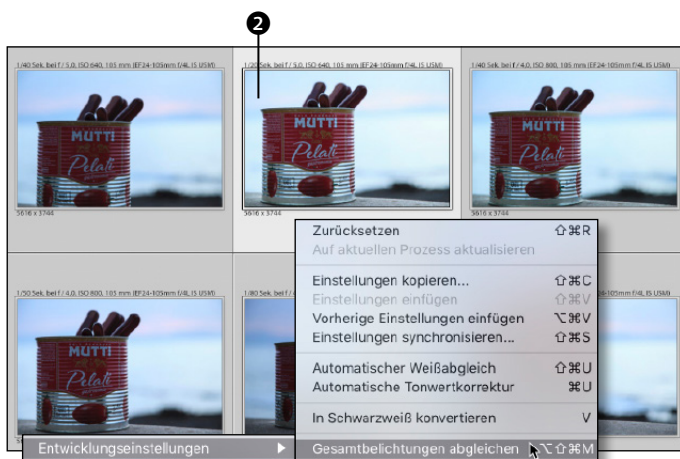 ❷
1/40 Sek. bei f / 5,0, ISO 640, 105 mm (EF24-105mm f/4L IS USM)
1/20 Sek. bei f / 5,0, ISO 640, 105 mm (EF24-105mm f/4L IS USM)
1/40 Sek. bei f / 4,0, ISO 800, 105 mm (EF24-105mm f/4L IS USM)
MUTTI
Pelati
MUTTI
Pelati
MUTTI
Pelati
5616 x 3744
5616 x 3744
5616 x 3744
Zurücksetzen ⇧⌘R
Auf aktuellen Prozess aktualisieren
Einstellungen kopieren... ⇧⌘C
Einstellungen einfügen ⇧⌘V
Vorherige Einstellungen einfügen ⌥⌘V
Einstellungen synchronisieren... ⇧⌘S
Automatischer Weißabgleich ⇧⌘U
Automatische Tonwertkorrektur ⌘U
In Schwarzweiß konvertieren V
Gesamtbelichtungen abgleichen ⌥⇧⌘M
1/50 Sek. bei f / 4,0, ISO 800, 105 mm (EF24-105mm f/4L IS USM)
1/80 Sek. bei f /
-105mm f/4L IS USM)
MUTTI
Pelati
Entwicklungseinstellungen